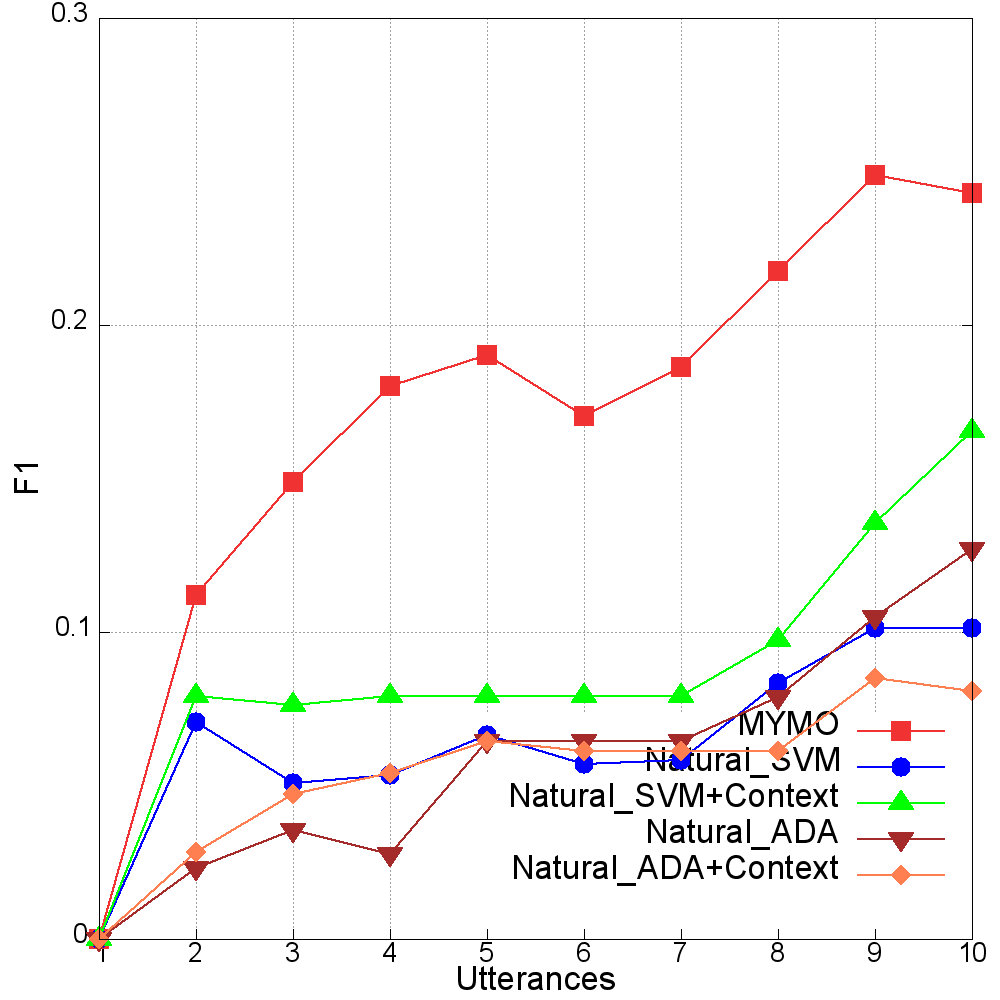 0.3
0.2
0.1
0
F1
MYMO
Natural_SVM
Natural_SVM+Context
Natural_ADA
Natural_ADA+Context
1 2 3 4 5 6 7 8 9 10
Utterances